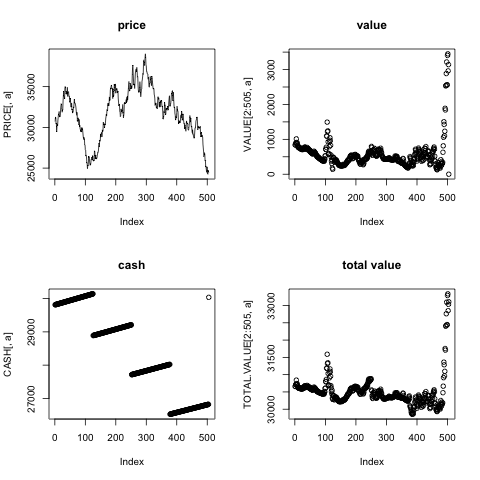 price
PRICE[, a]
35000
30000
25000
0 100 200 300 400 500
Index
value
VALUE[2:505, a]
3000
2000
1000
0
0 100 200 300 400 500
Index
cash
CASH[, a]
29000
27000
0 100 200 300 400 500
Index
total value
TOTAL.VALUE[2:505, a]
33000
31500
30000
0 100 200 300 400 500
Index